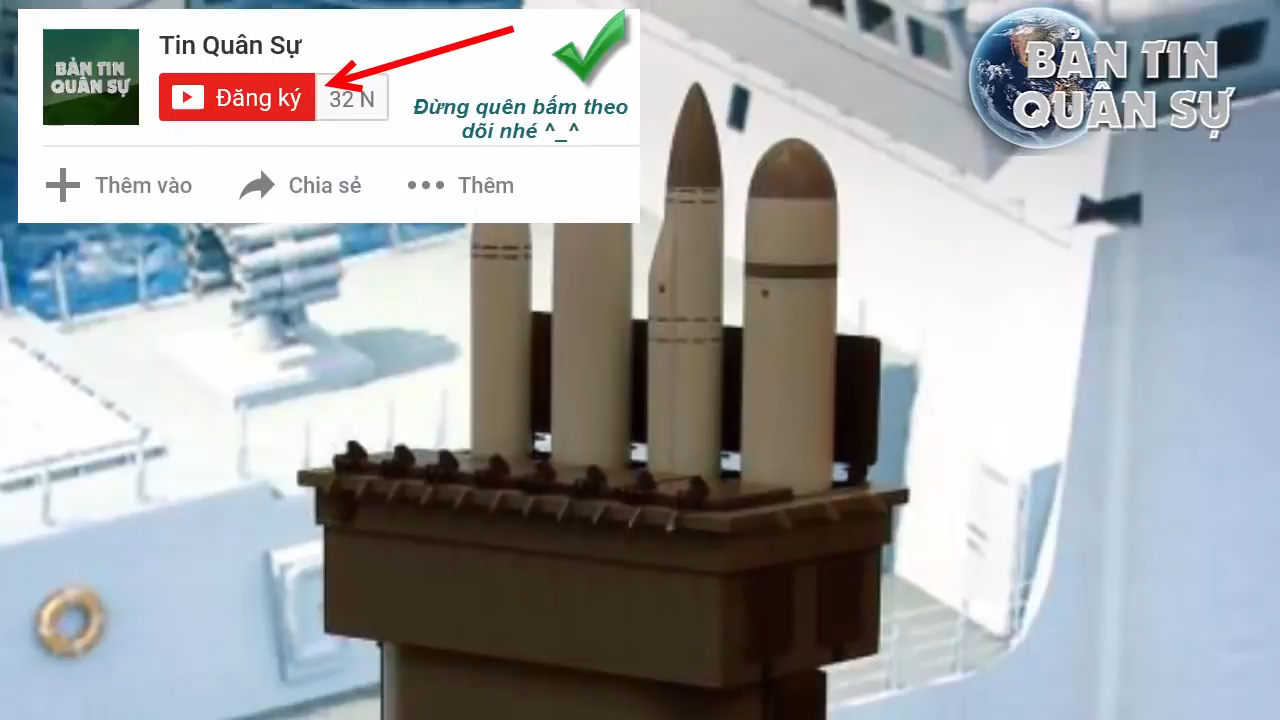 Tin Quân Sự
BẢN TIN
QUÂN SỰ
Đăng ký
32 N
Đừng quên bấm theo
dõi nhé ^_^
Thêm vào
Chia sẻ
Thêm
BẢN TIN
QUÂN SỰ